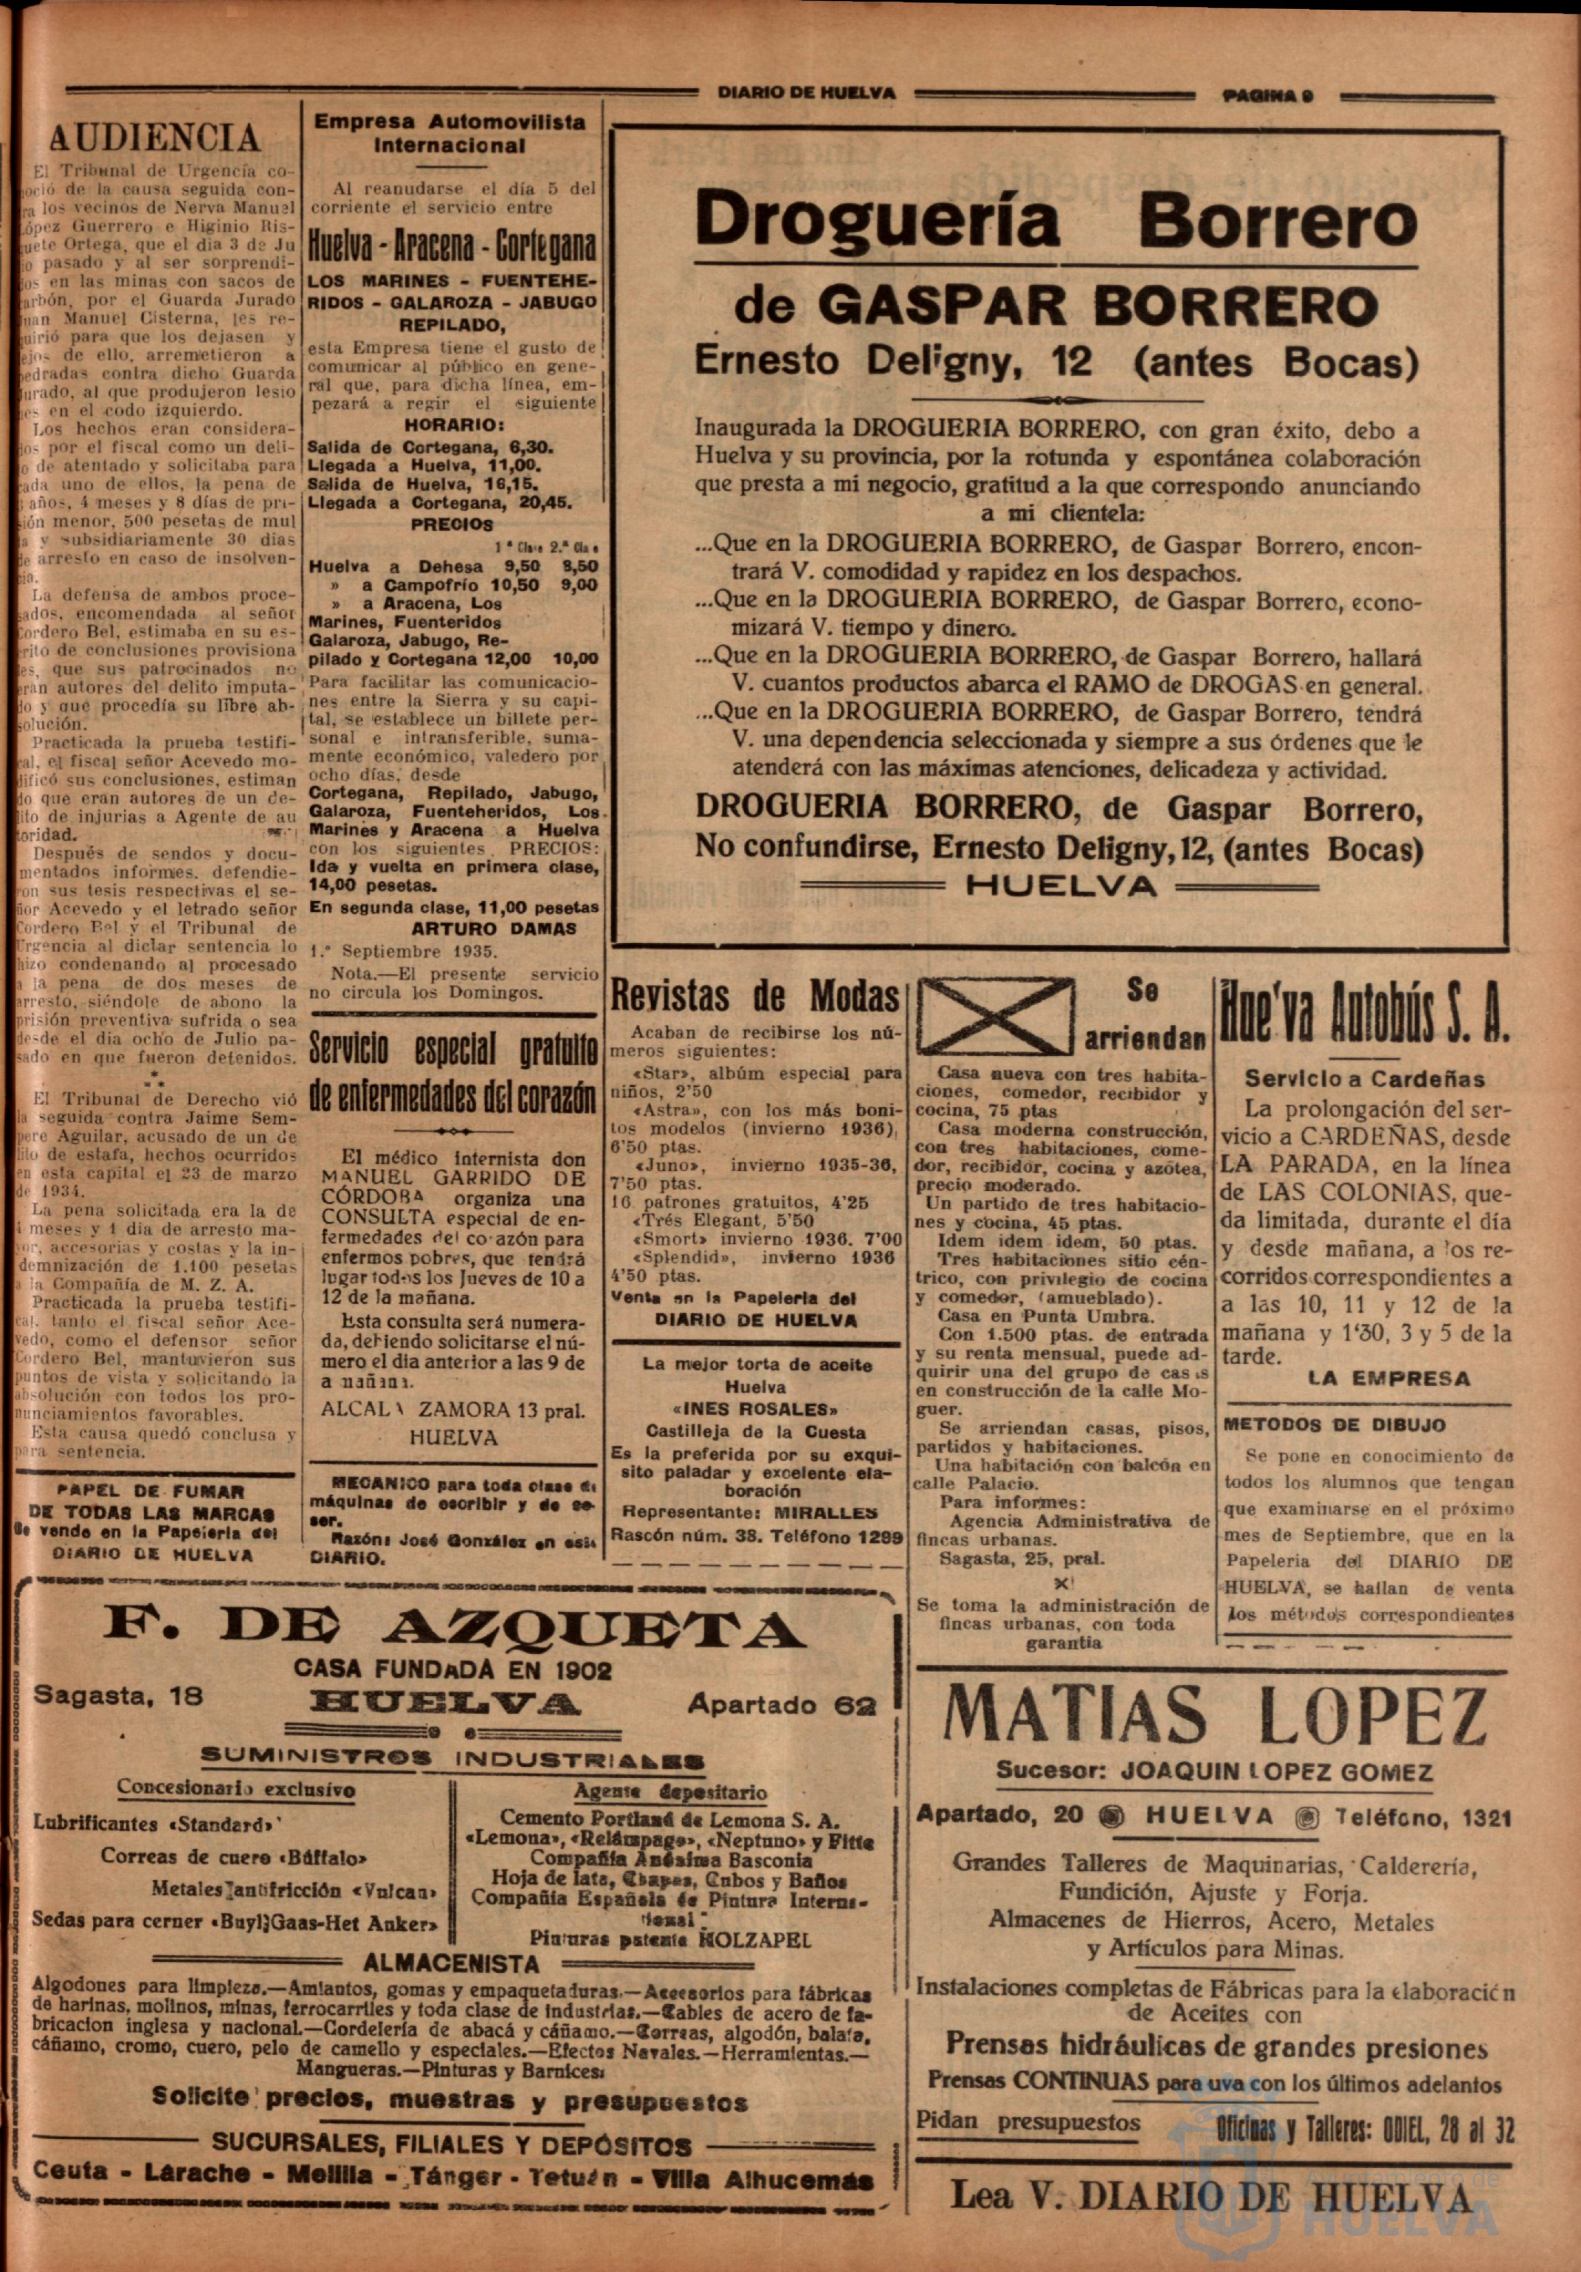 DIARIO DE HUELVA
PAGINA 9
AUDIENCIA
El Tribunal de Urgencia co-
noció de la causa seguida con-
ra los vecinos de Nerva Manuel
López Guerrero e Higinio Ris-
quete Ortega, que el dia 3 de Ju
io pasado y al ser sorprendi-
dos en las minas con sacos de
carbón, por el Guarda Jurado
Juan Manuel Cisterna, les re-
quirió para que los dejasen y
lejos de ello, arremetieron a
pedradas contra dicho Guarda
Jurado, al que produjeron lesio
nes en el codo izquierdo.
Los hechos eran considera-
dos por el fiscal como un deli-
to de atentado y solicitaba para
cada uno de ellos, la pena de
años, 4 meses y 8 días de pri-
sión menor, 500 pesetas de mul
ta y subsidiariamente 30 dias
de arresto en caso de insolven-
cia.
La defensa de ambos proce-
sados, encomendada al señor
Cordero Bel, estimaba en su es-
crito de conclusiones provisiona
les, que sus patrocinados no
eran autores del delito imputa-
do y que procedía su libre ab-
solución.
Practicada la prueba testifi-
cal, el fiscal señor Acevedo mo-
dificó sus conclusiones, estiman
do que eran autores de un de-
lito de injurias a Agente de au
toridad.
Después de sendos y docu-
mentados informes. defendie-
ron sus tesis respectivas el se-
ñor Acevedo y el letrado señor
Cordero Bel y el Tribunal de
Urgencia al dictar sentencia lo
hizo condenando al procesado
a la pena de dos meses de
arresto, siéndole de abono la
prisión preventiva sufrida o sea
desde el dia ocho de Julio pa-
sado en que fueron detenidos.
***
El Tribunal de Derecho vió
la seguida contra Jaime Sem-
pere Aguilar, acusado de un de
lito de estafa, hechos ocurridos
en esta capital el 23 de marzo
de 1934.
La pena solicitada era la de
4 meses y 1 dia de arresto ma-
yor, accesorias y costas y la in-
demnización de 1.100 pesetas
a la Compañía de M. Z. A.
Practicada la prueba testifi-
cal, tanto el fiscal señor Ace-
vedo, como el defensor señor
Cordero Bel, mantuvieron sus
puntos de vista y solicitando la
absolución con todos los pro-
nunciamientos favorables.
Esta causa quedó conclusa y
para sentencia.
PAPEL DE FUMAR
DE TODAS LAS MARCAS
Se vende en la Papelería del
DIARIO DE HUELVA
Empresa Automovilista
Internacional
Al reanudarse el día 5 del
corriente el servicio entre
Huelva - Aracena - Cortegana
LOS MARINES - FUENTEHE-
RIDOS - GALAROZA - JABUGO
REPILADO,
esta Empresa tiene el gusto de
comunicar al público en gene-
ral que, para dicha línea, em-
pezará a regir el siguiente
HORARIO:
Salida de Cortegana, 6,30.
Llegada a Huelva, 11,00.
Salida de Huelva, 16,15.
Llegada a Cortegana, 20,45.
PRECIOS
1.ª Clase 2.ª Clase
Huelva a Dehesa 9,50 8,50
» a Campofrío 10,50 9,00
» a Aracena, Los
Marines, Fuenteridos
Galaroza, Jabugo, Re-
pilado y Cortegana 12,00 10,00
Para facilitar las comunicacio-
nes entre la Sierra y su capi-
tal, se establece un billete per-
sonal e intransferible, suma-
mente económico, valedero por
ocho días, desde
Cortegana, Repilado, Jabugo,
Galaroza, Fuenteheridos, Los
Marines y Aracena a Huelva
con los siguientes PRECIOS:
Ida y vuelta en primera clase,
14,00 pesetas.
En segunda clase, 11,00 pesetas
ARTURO DAMAS
1.º Septiembre 1935.
Nota.—El presente servicio
no circula los Domingos.
Servicio especial gratuito
de enfermedades del corazón
El médico internista don
MANUEL GARRIDO DE
CÓRDOBA organiza una
CONSULTA especial de en-
fermedades del co azón para
enfermos pobres, que tendrá
lugar todos los Jueves de 10 a
12 de la mañana.
Esta consulta será numera-
da, debiendo solicitarse el nú-
mero el dia anterior a las 9 de
a mañana.
ALCALA ZAMORA 13 pral.
HUELVA
MECANICO para toda clase de
máquinas de escribir y de co-
ser.
Razón: José González en este
DIARIO.
Droguería Borrero
de GASPAR BORRERO
Ernesto Deligny, 12 (antes Bocas)
Inaugurada la DROGUERIA BORRERO, con gran éxito, debo a
Huelva y su provincia, por la rotunda y espontánea colaboración
que presta a mi negocio, gratitud a la que correspondo anunciando
a mi clientela:
...Que en la DROGUERIA BORRERO, de Gaspar Borrero, encon-
trará V. comodidad y rapidez en los despachos.
...Que en la DROGUERIA BORRERO, de Gaspar Borrero, econo-
mizará V. tiempo y dinero.
...Que en la DROGUERIA BORRERO, de Gaspar Borrero, hallará
V. cuantos productos abarca el RAMO de DROGAS en general.
...Que en la DROGUERIA BORRERO, de Gaspar Borrero, tendrá
V. una dependencia seleccionada y siempre a sus órdenes que le
atenderá con las máximas atenciones, delicadeza y actividad.
DROGUERIA BORRERO, de Gaspar Borrero,
No confundirse, Ernesto Deligny, 12, (antes Bocas)
HUELVA
Revistas de Modas
Acaban de recibirse los nú-
meros siguientes:
«Star», albúm especial para
niños, 2'50
«Astra», con los más boni-
tos modelos (invierno 1936),
6'50 ptas.
«Juno», invierno 1935-36,
7'50 ptas.
16 patrones gratuitos, 4'25
«Trés Elegant, 5'50
«Smort» invierno 1936. 7'00
«Splendid», invierno 1936
4'50 ptas.
Venta en la Papelería del
DIARIO DE HUELVA
La mejor torta de aceite
Huelva
«INES ROSALES»
Castilleja de la Cuesta
Es la preferida por su exqui-
sito paladar y excelente ela-
boración
Representante: MIRALLES
Rascón núm. 38. Teléfono 1299
Se
arriendan
Casa nueva con tres habita-
ciones, comedor, recibidor y
cocina, 75 ptas
Casa moderna construcción,
con tres habitaciones, come-
dor, recibidor, cocina y azotea,
precio moderado.
Un partido de tres habitacio-
nes y cocina, 45 ptas.
Idem idem idem, 50 ptas.
Tres habitaciones sitio cén-
trico, con privilegio de cocina
y comedor, (amueblado).
Casa en Punta Umbra.
Con 1.500 ptas. de entrada
y su renta mensual, puede ad-
quirir una del grupo de casas
en construcción de la calle Mo-
guer.
Se arriendan casas, pisos,
partidos y habitaciones.
Una habitación con balcón en
calle Palacio.
Para informes:
Agencia Administrativa de
fincas urbanas.
Sagasta, 25, pral.
X
Se toma la administración de
fincas urbanas, con toda
garantia
Hue'va Autobús S. A.
Servicio a Cardeñas
La prolongación del ser-
vicio a CARDEÑAS, desde
LA PARADA, en la línea
de LAS COLONIAS, que-
da limitada, durante el día
y desde mañana, a los re-
corridos correspondientes a
a las 10, 11 y 12 de la
mañana y 1'30, 3 y 5 de la
tarde.
LA EMPRESA
METODOS DE DIBUJO
Se pone en conocimiento de
todos los alumnos que tengan
que examinarse en el próximo
mes de Septiembre, que en la
Papeleria del DIARIO DE
HUELVA, se hallan de venta
los métodos correspondientes
F. DE AZQUETA
CASA FUNDADA EN 1902
Sagasta, 18 HUELVA Apartado 62
SUMINISTROS INDUSTRIALES
Concesionario exclusivo
Lubrificantes «Standard»
Correas de cuero «Búffalo»
Metales antifricción «Vulcan»
Sedas para cerner «Buyl; Gaas-Het Anker»
Agente depositario
Cemento Portland de Lemona S. A.
«Lemona», «Relámpago», «Neptuno» y Fitte
Compañía Anónima Basconia
Hoja de lata, Chapas, Cubos y Baños
Compañía Española de Pintura Interna-
cional
Pinturas patente HOLZAPEL
ALMACENISTA
Algodones para limpieza.—Amiantos, gomas y empaquetaduras.—Accesorios para fábricas
de harinas, molinos, minas, ferrocarriles y toda clase de industrias.—Cables de acero de fa-
bricacion inglesa y nacional.—Cordelería de abacá y cáñamo.—Correas, algodón, balata,
cáñamo, cromo, cuero, pelo de camello y especiales.—Efectos Navales.—Herramientas.—
Mangueras.—Pinturas y Barnices.
Solicite precios, muestras y presupuestos
SUCURSALES, FILIALES Y DEPÓSITOS
Ceuta - Larache - Melilla - Tánger - Tetuán - Villa Alhucemas
MATIAS LOPEZ
Sucesor: JOAQUIN LOPEZ GOMEZ
Apartado, 20 @ HUELVA @ Teléfono, 1321
Grandes Talleres de Maquinarias, Calderería,
Fundición, Ajuste y Forja.
Almacenes de Hierros, Acero, Metales
y Artículos para Minas.
Instalaciones completas de Fábricas para la elaboración
de Aceites con
Prensas hidráulicas de grandes presiones
Prensas CONTINUAS para uva con los últimos adelantos
Pidan presupuestos Oficinas y Talleres: ODIEL, 28 al 32
Lea V. DIARIO DE HUELVA
Ayuntamiento de
HUELVA